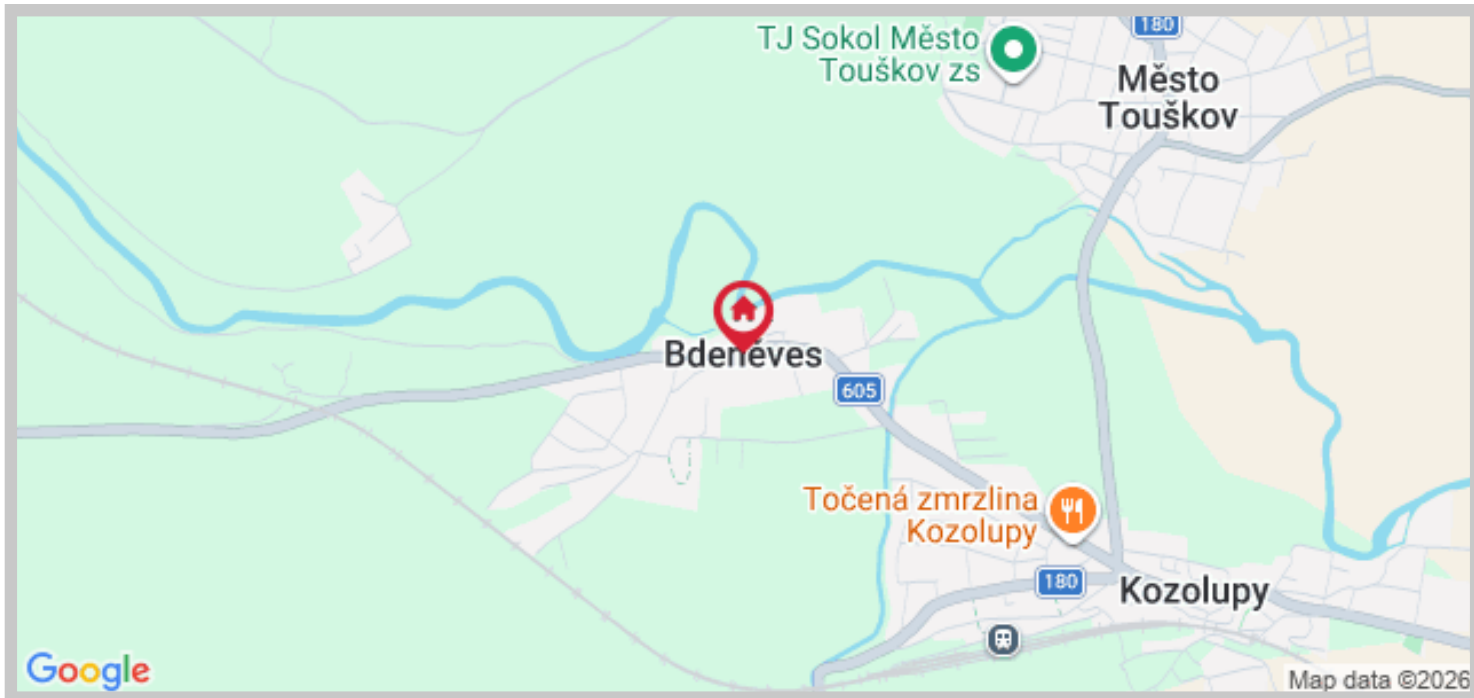 180
TJ Sokol Město
Touškov zs
Město
Touškov
Bdeněves
605
Točená zmrzlina
Kozolupy
180
Kozolupy
Google
Map data ©2026